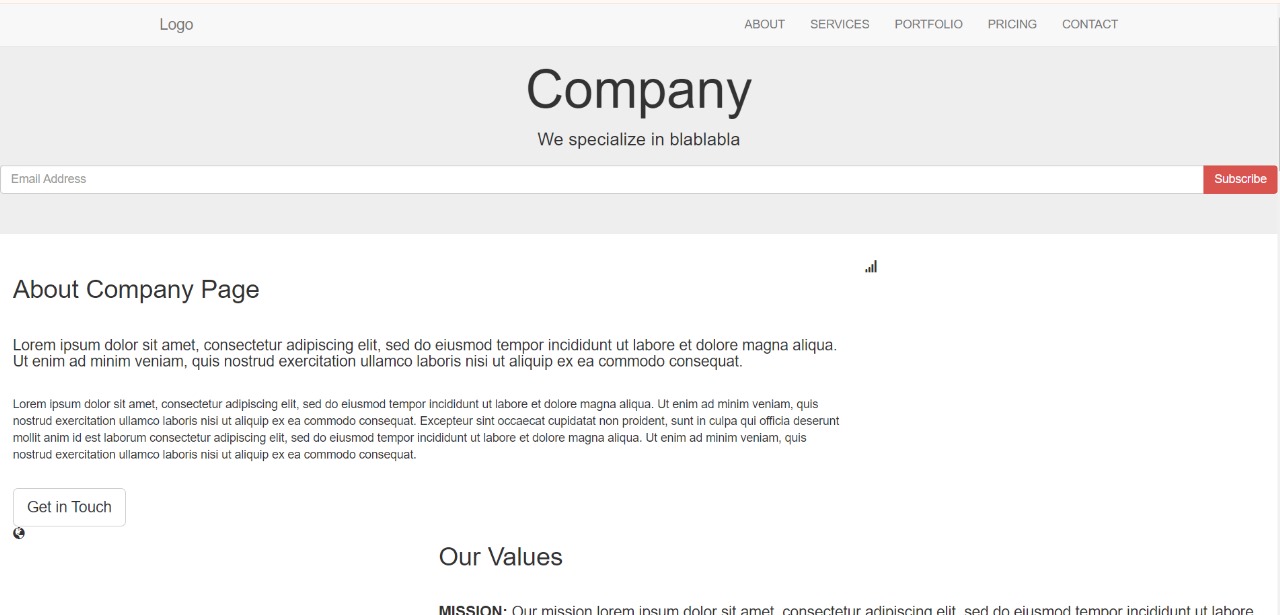 Logo
ABOUT SERVICES PORTFOLIO PRICING CONTACT
Company
We specialize in blablabla
Email Address
Subscribe
About Company Page
Lorem ipsum dolor sit amet, consectetur adipiscing elit, sed do eiusmod tempor incididunt ut labore et dolore magna aliqua.
Ut enim ad minim veniam, quis nostrud exercitation ullamco laboris nisi ut aliquip ex ea commodo consequat.
Lorem ipsum dolor sit amet, consectetur adipiscing elit, sed do eiusmod tempor incididunt ut labore et dolore magna aliqua. Ut enim ad minim veniam, quis
nostrud exercitation ullamco laboris nisi ut aliquip ex ea commodo consequat. Excepteur sint occaecat cupidatat non proident, sunt in culpa qui officia deserunt
mollit anim id est laborum consectetur adipiscing elit, sed do eiusmod tempor incididunt ut labore et dolore magna aliqua. Ut enim ad minim veniam, quis
nostrud exercitation ullamco laboris nisi ut aliquip ex ea commodo consequat.
Get in Touch
Our Values
MISSION: Our mission lorem ipsum dolor sit amet, consectetur adipiscing elit, sed do eiusmod tempor incididunt ut labore